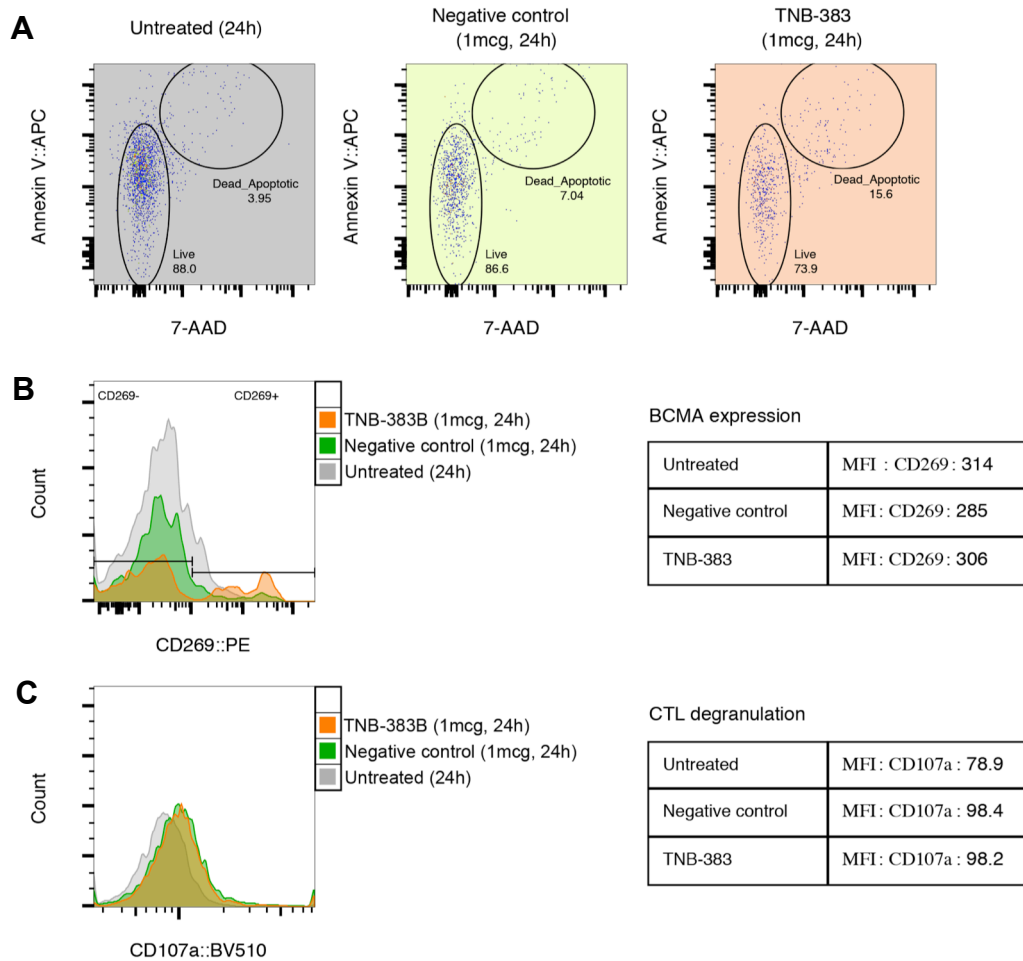 A
Untreated (24h)
Negative control
(1mcg, 24h)
TNB-383
(1mcg, 24h)
Annexin V::APC
Dead_Apoptotic
3.95
Live
88.0
7-AAD
Annexin V::APC
Dead_Apoptotic
7.04
Live
86.6
7-AAD
Annexin V::APC
Dead_Apoptotic
15.6
Live
73.9
7-AAD
B
CD269-
CD269+
Count
CD269::PE
TNB-383B (1mcg, 24h)
Negative control (1mcg, 24h)
Untreated (24h)
BCMA expression
Untreated MFI : CD269 : 314
Negative control MFI : CD269 : 285
TNB-383 MFI : CD269 : 306
C
Count
CD107a::BV510
TNB-383B (1mcg, 24h)
Negative control (1mcg, 24h)
Untreated (24h)
CTL degranulation
Untreated MFI : CD107a : 78.9
Negative control MFI : CD107a : 98.4
TNB-383 MFI : CD107a : 98.2